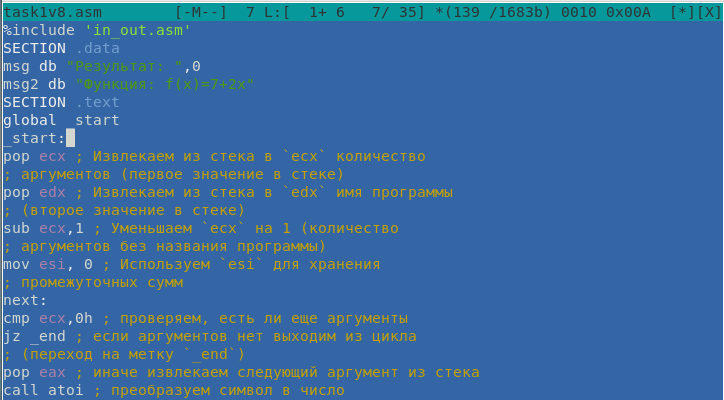 task1v8.asm [-M--] 7 L:[ 1+ 6 7/ 35] *(139 /1683b) 0010 0x00A [*][X]
%include 'in_out.asm'
SECTION .data
msg db "Результат: ",0
msg2 db "Функция: f(x)=7+2x"
SECTION .text
global start
_start:
pop ecx ; Извлекаем из стека в `ecx` количество
; аргументов (первое значение в стеке)
pop edx ; Извлекаем из стека в `edx` имя программы
; (второе значение в стеке)
sub ecx,1 ; Уменьшаем `ecx` на 1 (количество
; аргументов без названия программы)
mov esi, 0 ; Используем `esi` для хранения
; промежуточных сумм
next:
cmp ecx,0h ; проверяем, есть ли еще аргументы
jz _end ; если аргументов нет выходим из цикла
; (переход на метку `_end`)
pop eax ; иначе извлекаем следующий аргумент из стека
call atoi ; преобразуем символ в число